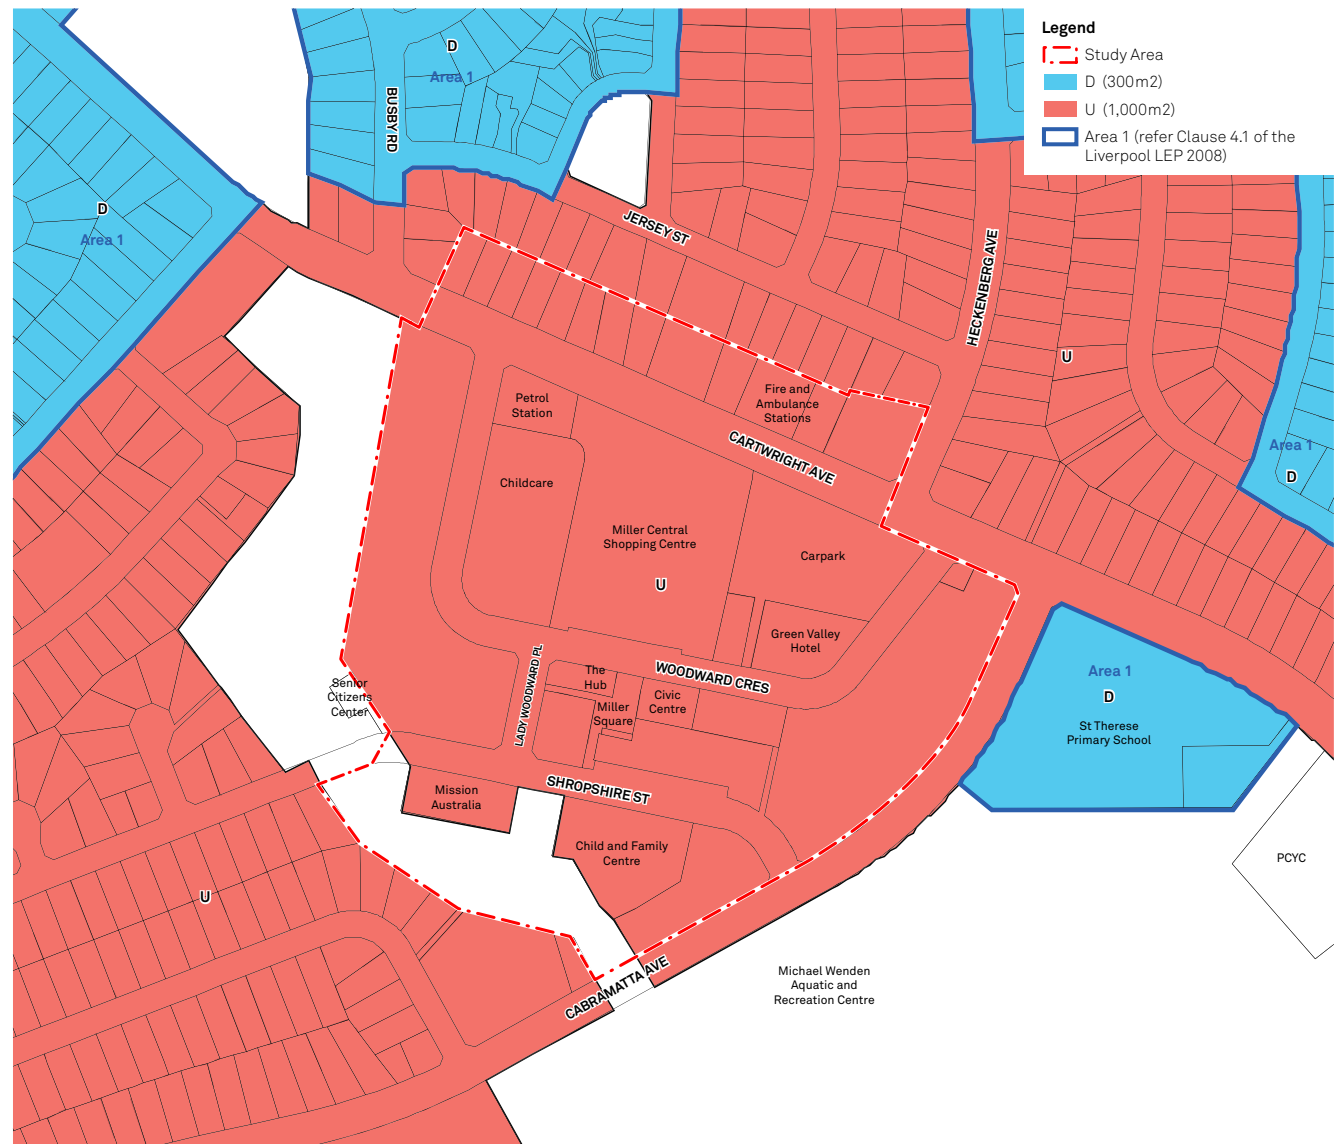 Legend
Study Area
D (300m2)
U (1,000m2)
Area 1 (refer Clause 4.1 of the
Liverpool LEP 2008)
D
Area 1
BUSBY RD
D
Area 1
JERSEY ST
HECKENBERG AVE
U
Area 1
D
Petrol
Station
Fire and
Ambulance
Stations
CARTWRIGHT AVE
Childcare
Miller Central
Shopping Centre
U
Carpark
Green Valley
Hotel
LADY WOODWARD PL
WOODWARD CRES
The
Hub
Civic
Centre
Miller
Square
Senior
Citizens
Center
Area 1
D
St Therese
Primary School
SHROPSHIRE ST
Mission
Australia
Child and Family
Centre
PCYC
U
CABRAMATTA AVE
Michael Wenden
Aquatic and
Recreation Centre